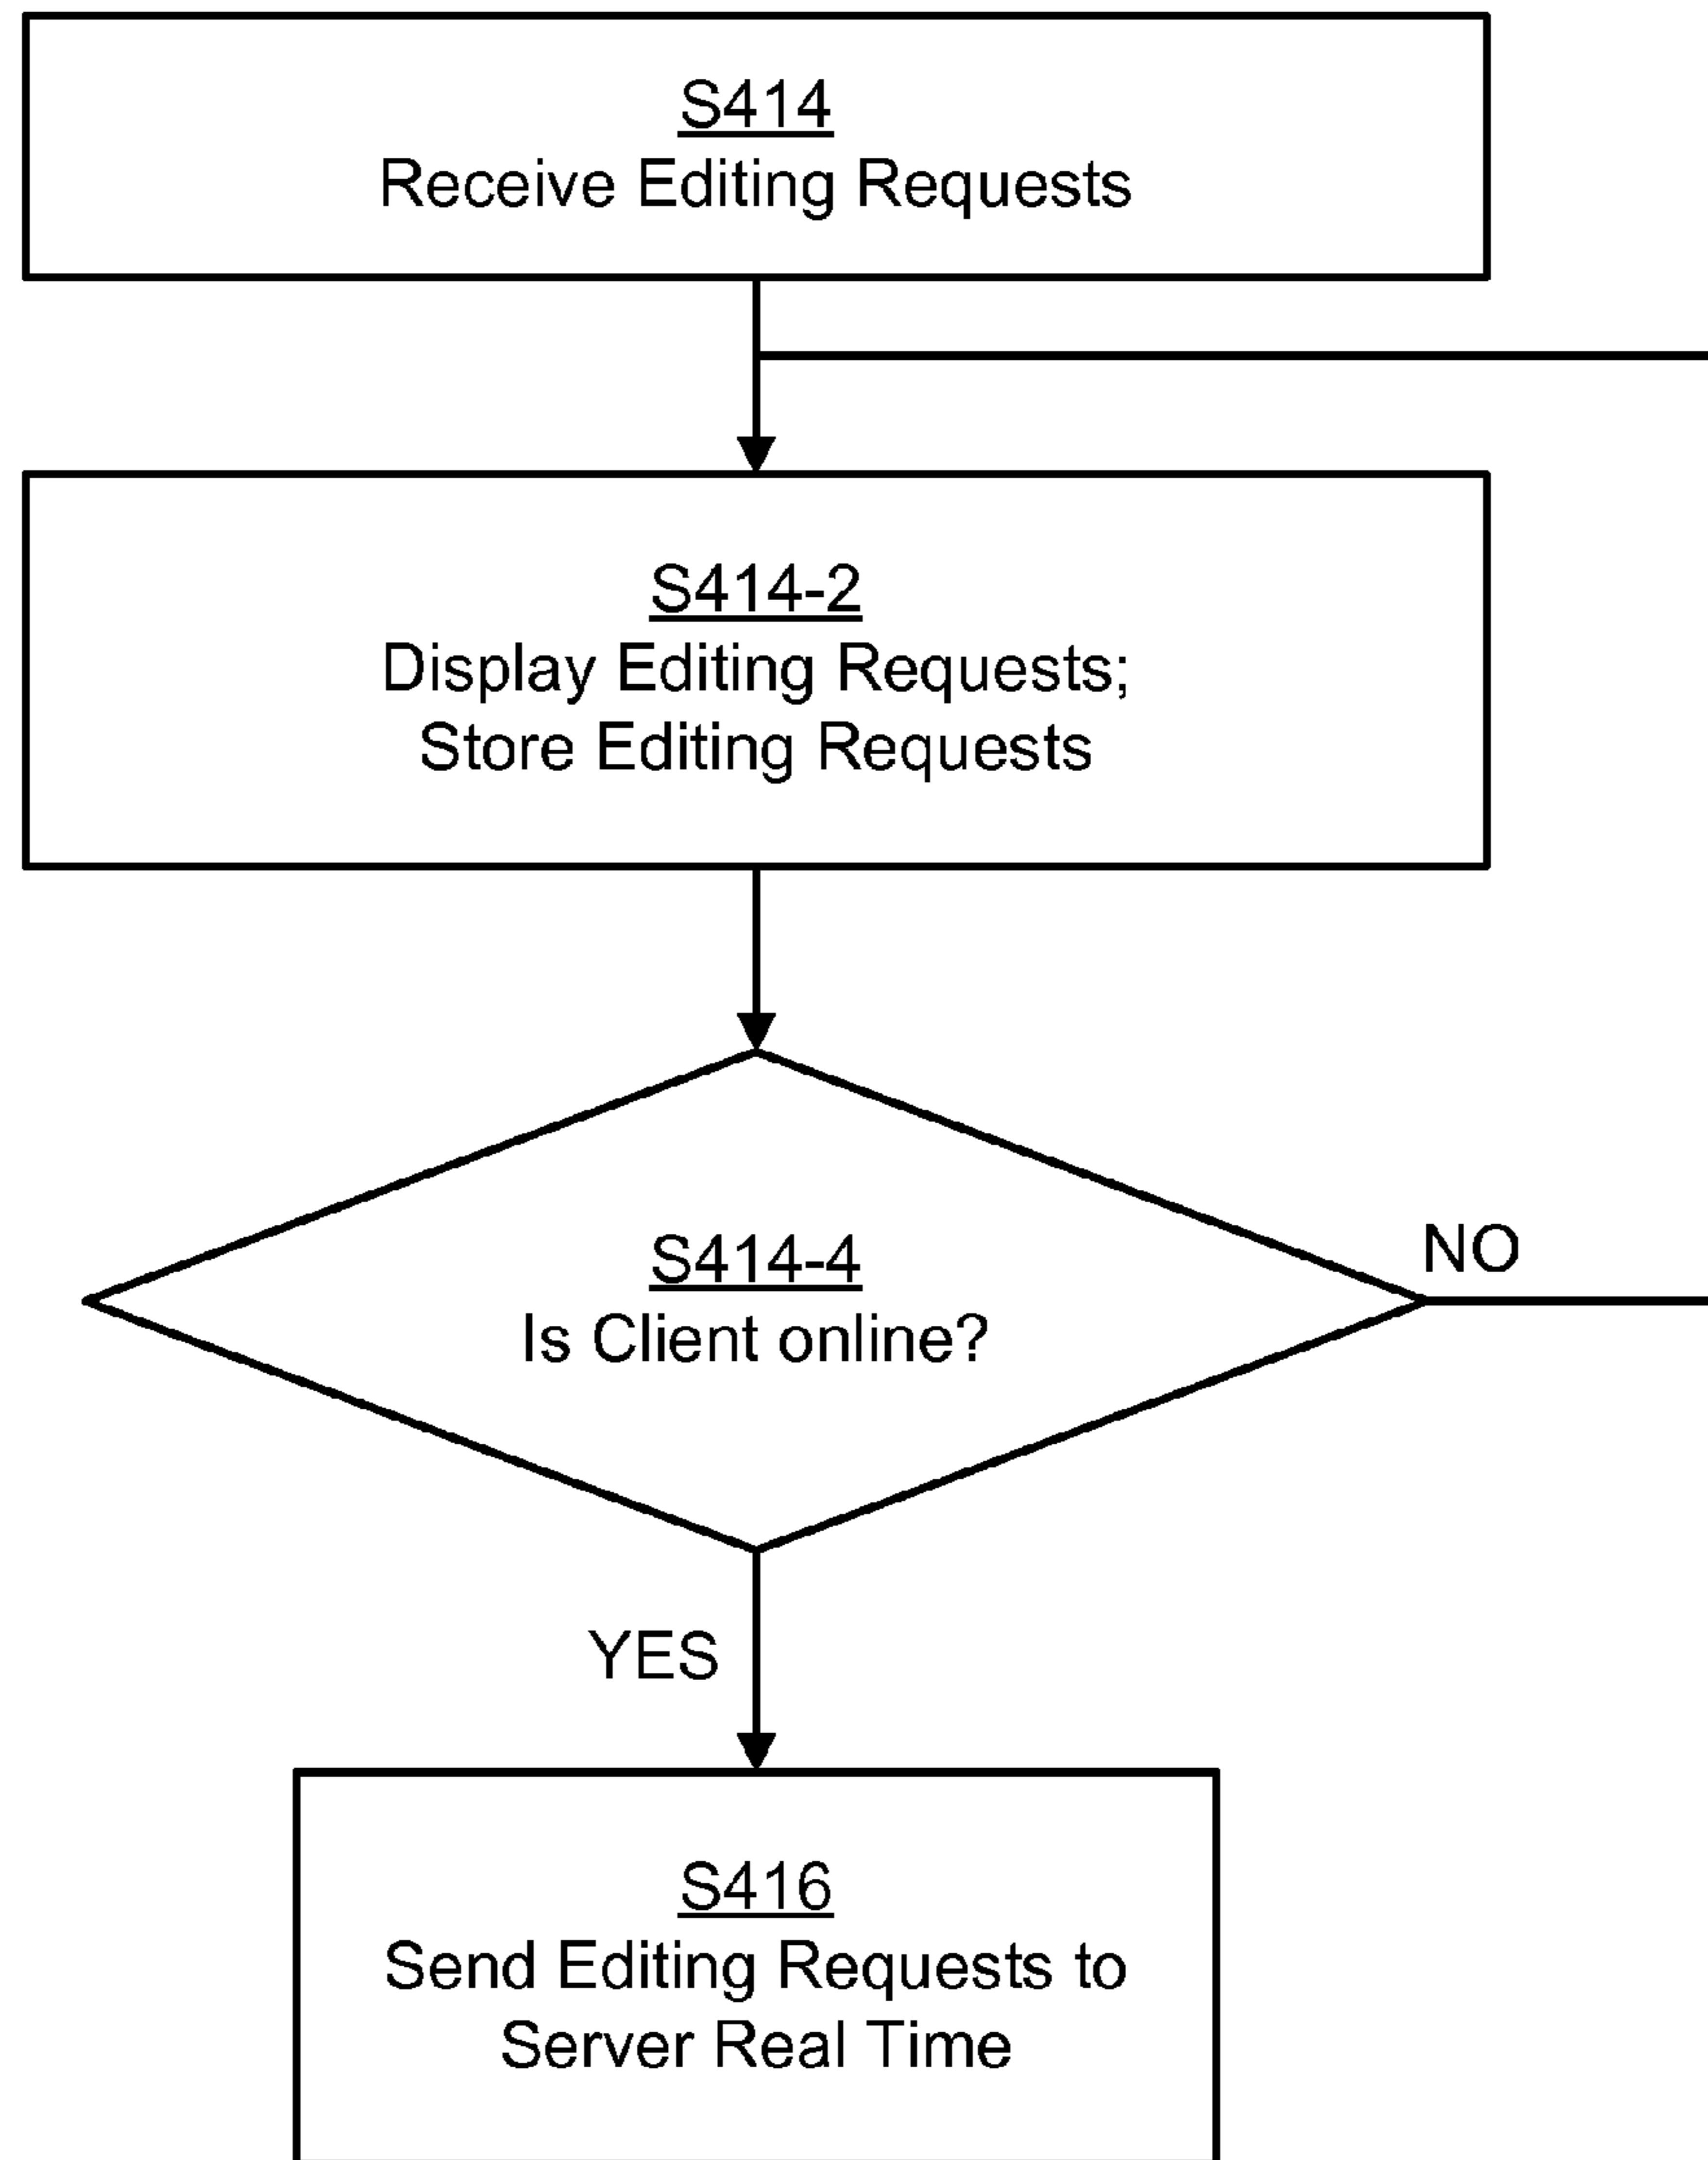 S414
Receive Editing Requests
S414-2
Display Editing Requests;
Store Editing Requests
S414-4
Is Client online?
NO
YES
S416
Send Editing Requests to
Server Real Time